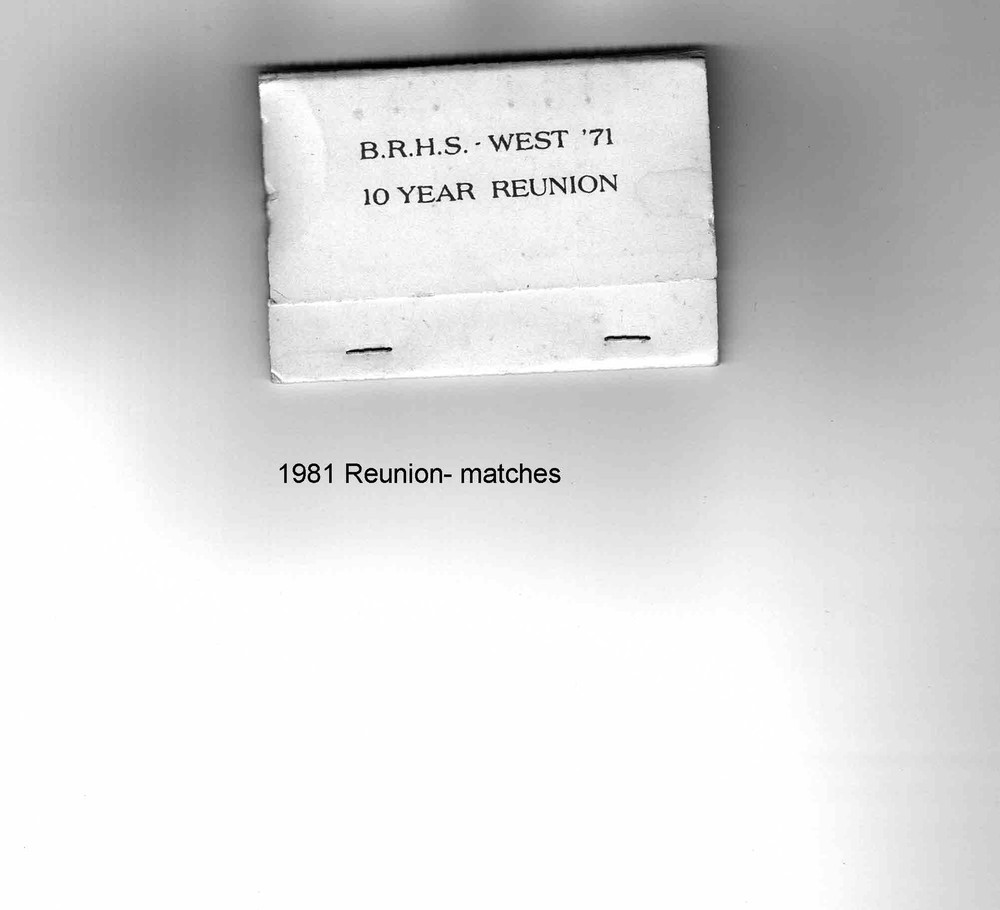 B.R.H.S. - WEST '71
10 YEAR REUNION
1981 Reunion- matches